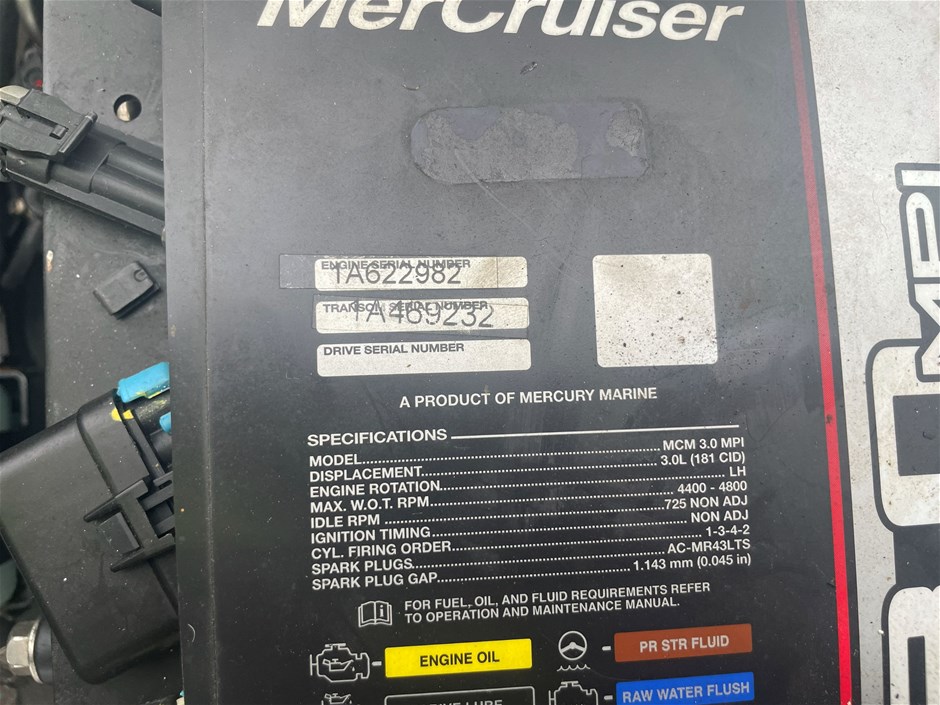 MerCruiser
ENGINE SERIAL NUMBER
1A622982
TRANSOM SERIAL NUMBER
1A469232
DRIVE SERIAL NUMBER
A PRODUCT OF MERCURY MARINE
SPECIFICATIONS
MODEL MCM 3.0 MPI
DISPLACEMENT 3.0L (181 CID)
ENGINE ROTATION LH
MAX. W.O.T. RPM 4400 - 4800
IDLE RPM 725 NON ADJ
IGNITION TIMING NON ADJ
CYL. FIRING ORDER 1-3-4-2
SPARK PLUGS AC-MR43LTS
SPARK PLUG GAP 1.143 mm (0.045 in)
FOR FUEL, OIL, AND FLUID REQUIREMENTS REFER
TO OPERATION AND MAINTENANCE MANUAL.
ENGINE OIL
PR STR FLUID
DRIVE LUBE
RAW WATER FLUSH
3.0 MPI